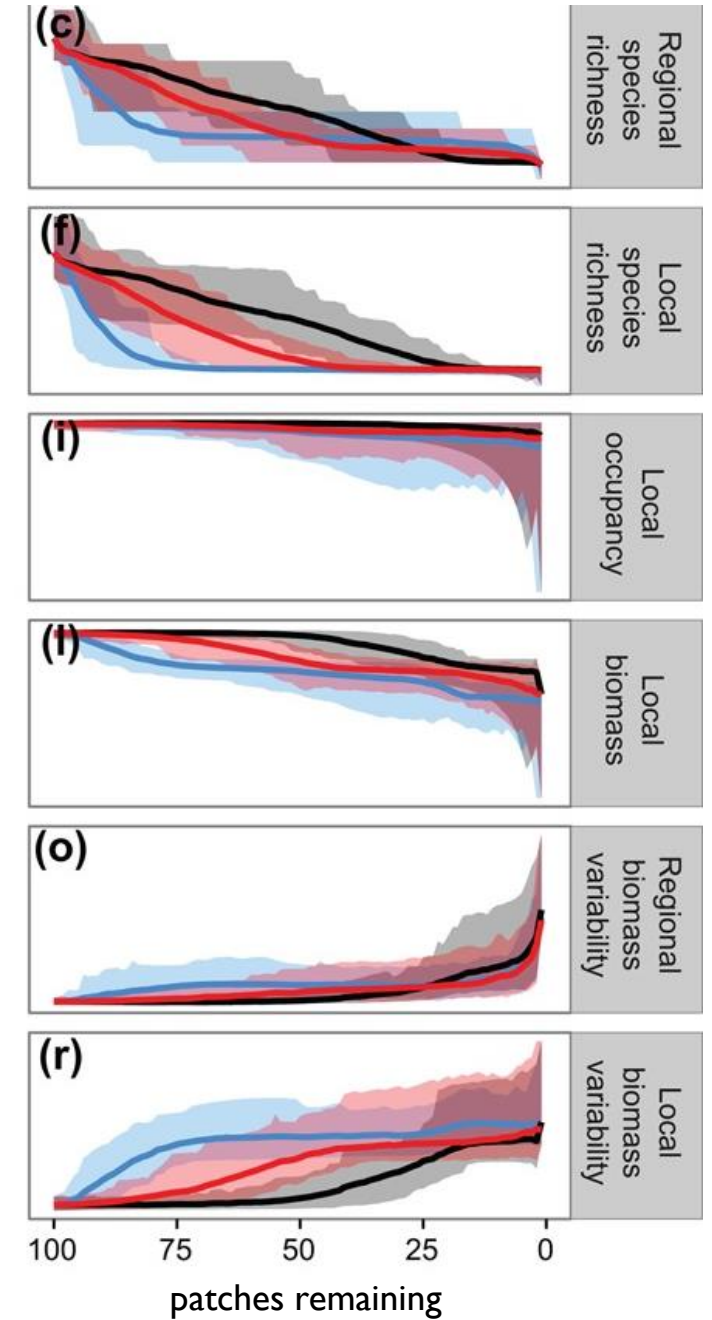 (c)
Regional
species
richness
(f)
Local
species
richness
(i)
Local
occupancy
(l)
Local
biomass
(o)
Regional
biomass
variability
(r)
Local
biomass
variability
100 75 50 25 0
patches remaining